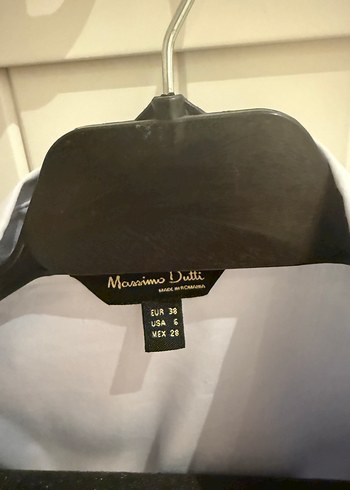 Massimo Dutti
MADE IN ROMANIA
EUR 38
USA 6
MEX 28